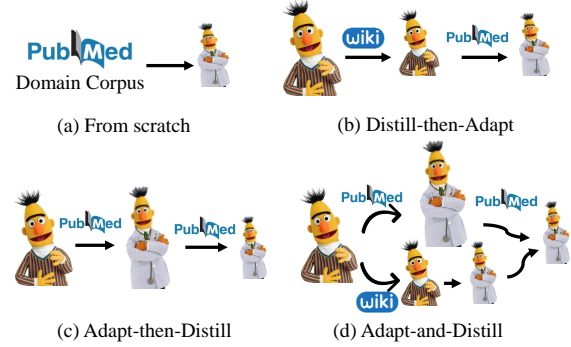 PubMed
Domain Corpus
(a) From scratch
wiki
PubMed
(b) Distill-then-Adapt
PubMed
PubMed
(c) Adapt-then-Distill
PubMed
PubMed
wiki
(d) Adapt-and-Distill